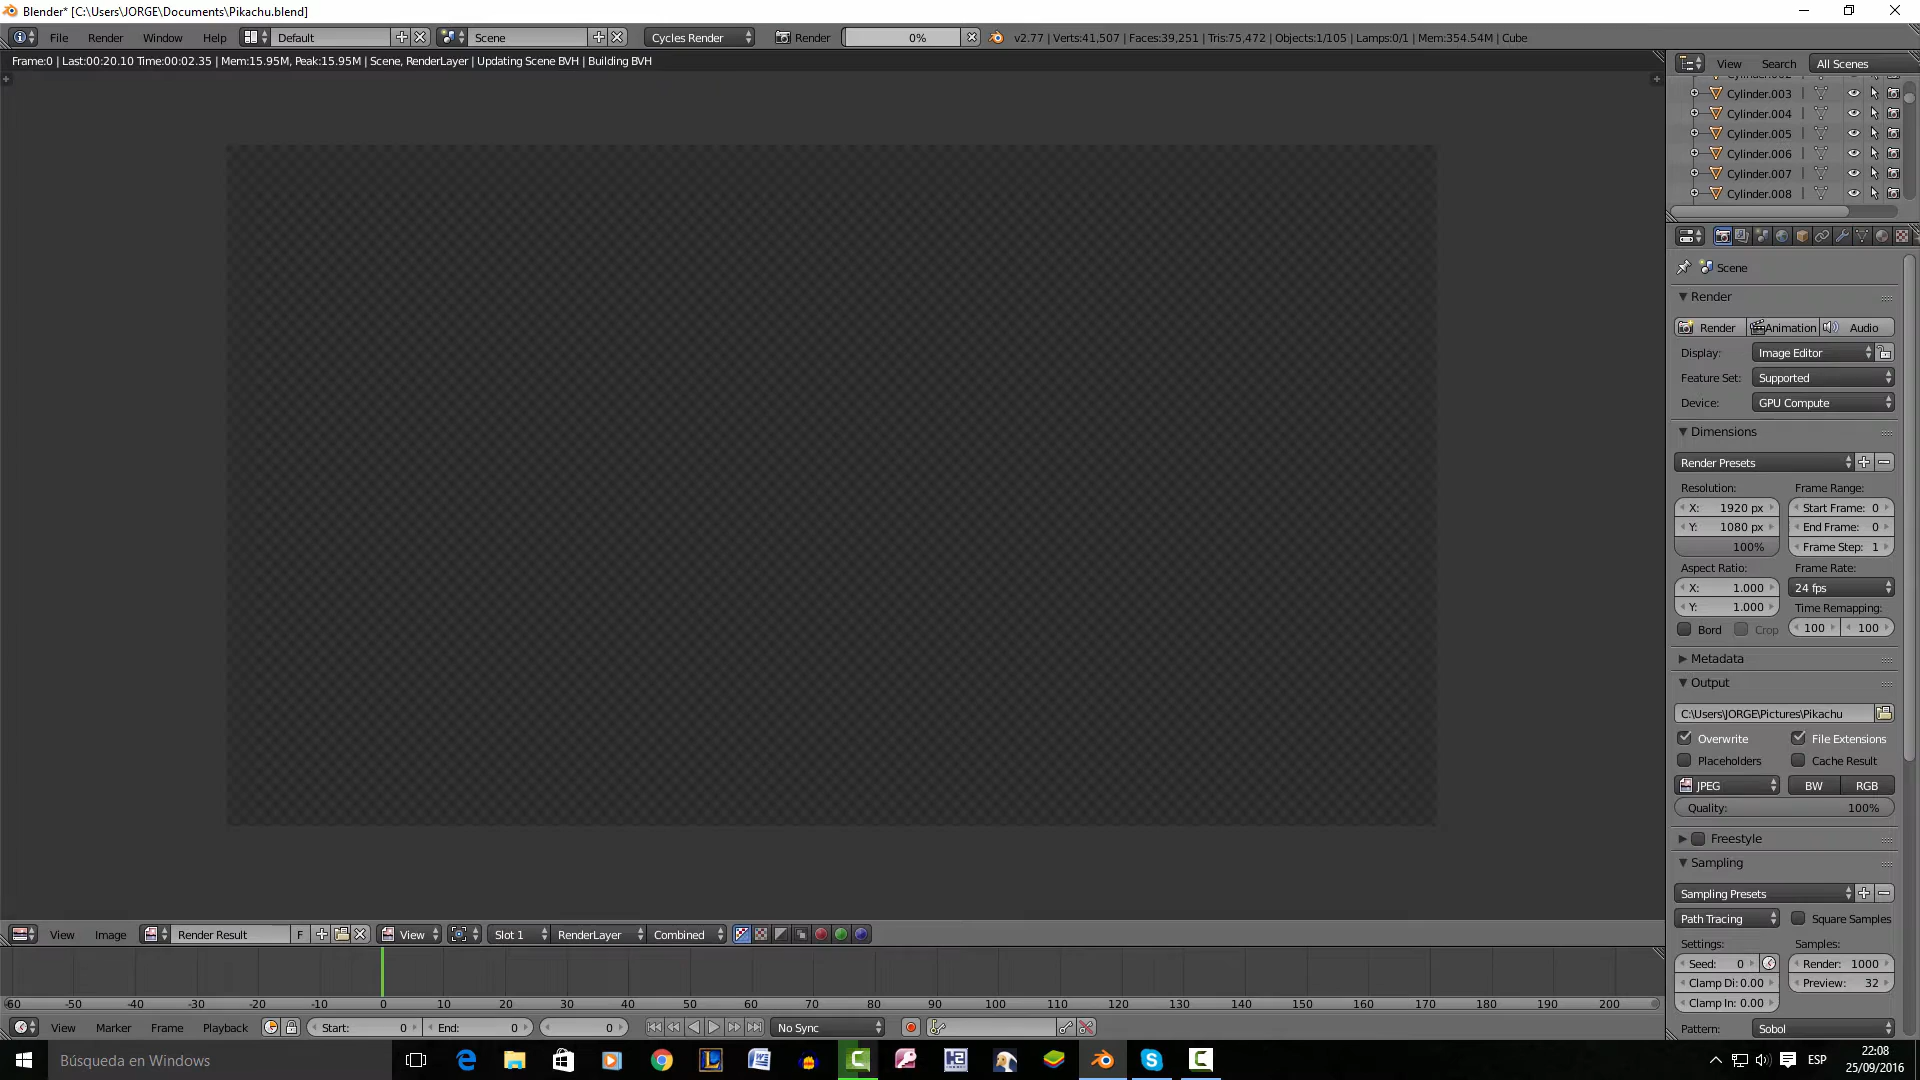 Blender* [C:\Users\JORGE\Documents\Pikachu.blend]
File Render Window Help Default Scene Cycles Render Render 0% v2.77 | Verts:41,507 | Faces:39,251 | Tris:75,472 | Objects:1/105 | Lamps:0/1 | Mem:354.54M | Cube
Frame:0 | Last:00:20.10 Time:00:02.35 | Mem:15.95M, Peak:15.95M | Scene, RenderLayer | Updating Scene BVH | Building BVH
View Search All Scenes
Cylinder.003
Cylinder.004
Cylinder.005
Cylinder.006
Cylinder.007
Cylinder.008
Scene
Render
Render Animation Audio
Display: Image Editor
Feature Set: Supported
Device: GPU Compute
Dimensions
Render Presets
Resolution: Frame Range:
X: 1920 px Start Frame: 0
Y: 1080 px End Frame: 0
100% Frame Step: 1
Aspect Ratio: Frame Rate:
X: 1.000 24 fps
Y: 1.000 Time Remapping:
Bord Crop 100 100
Metadata
Output
C:\Users\JORGE\Pictures\Pikachu
Overwrite File Extensions
Placeholders Cache Result
JPEG BW RGB
Quality: 100%
Freestyle
Sampling
Sampling Presets
Path Tracing Square Samples
Settings: Samples:
Seed: 0 Render: 1000
Clamp Di: 0.00 Preview: 32
Clamp In: 0.00
Pattern: Sobol
View Image Render Result F View Slot 1 RenderLayer Combined
-60 -50 -40 -30 -20 -10 0 10 20 30 40 50 60 70 80 90 100 110 120 130 140 150 160 170 180 190 200
View Marker Frame Playback Start: 0 End: 0 0 No Sync
Búsqueda en Windows
ESP
22:08
25/09/2016